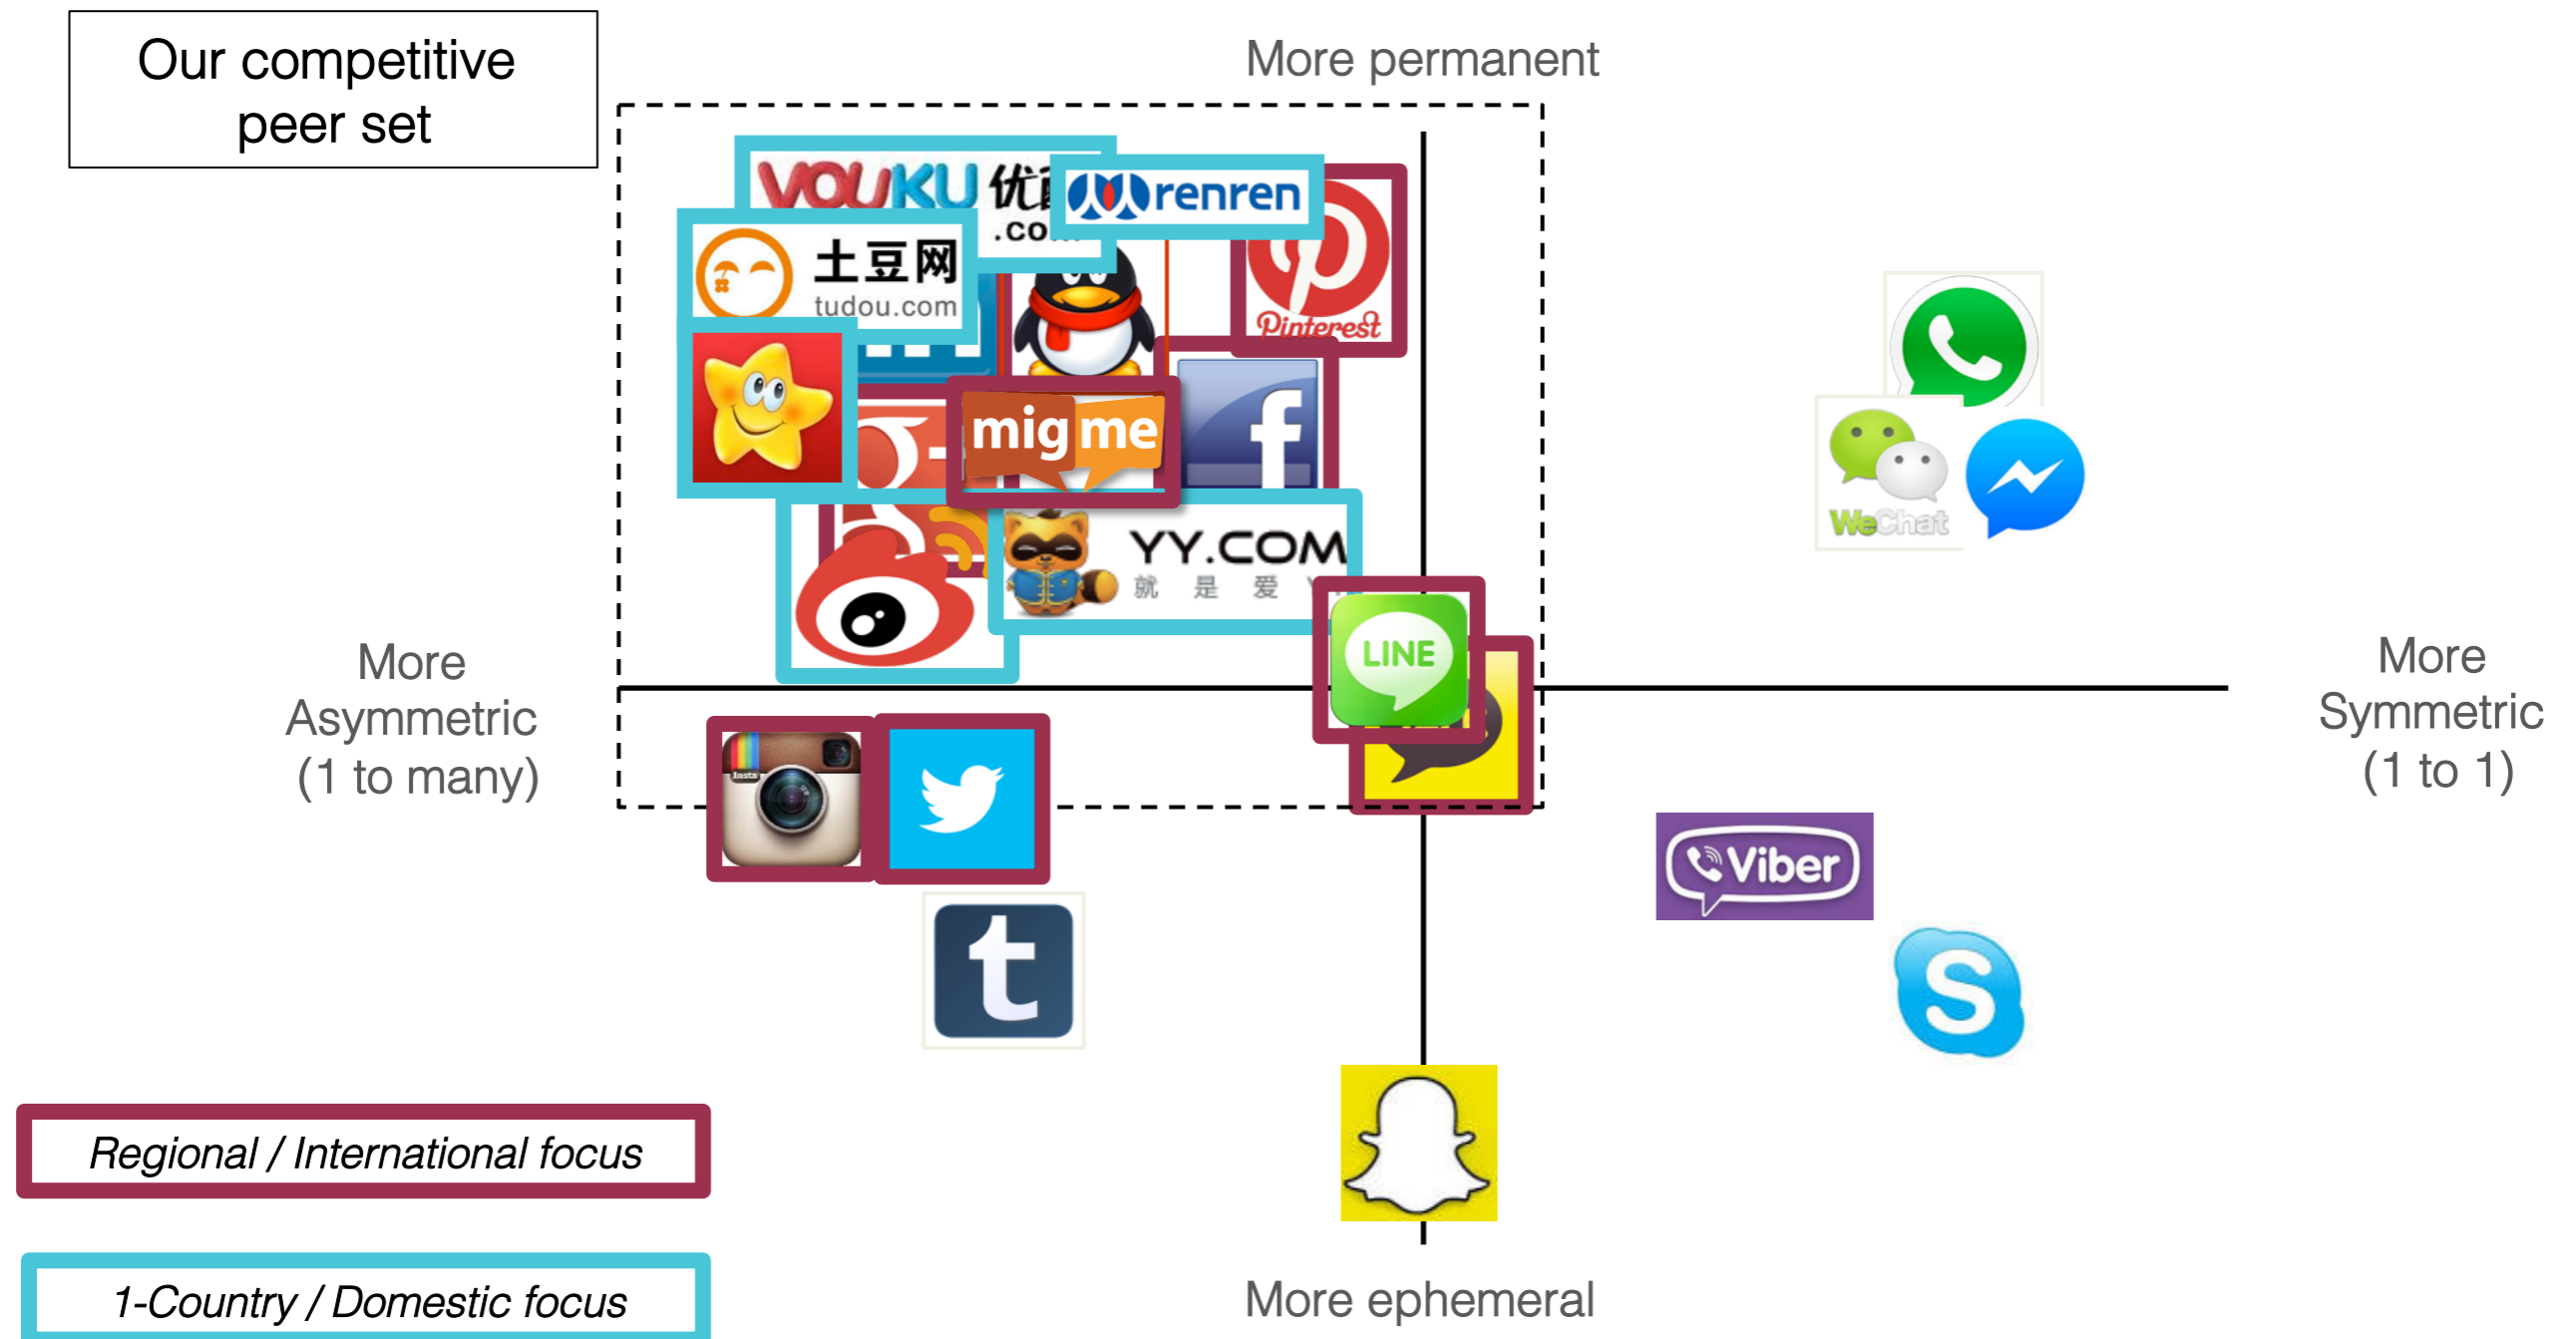 Our competitive
peer set
More permanent
YOUKU 优
.co
renren
土豆网
tudou.com
Pinterest
mig me
f
g
WeChat
YY.COM
就 是 爱
LINE
More
Asymmetric
(1 to many)
More
Symmetric
(1 to 1)
Insta
Viber
t
S
Regional / International focus
1-Country / Domestic focus
More ephemeral